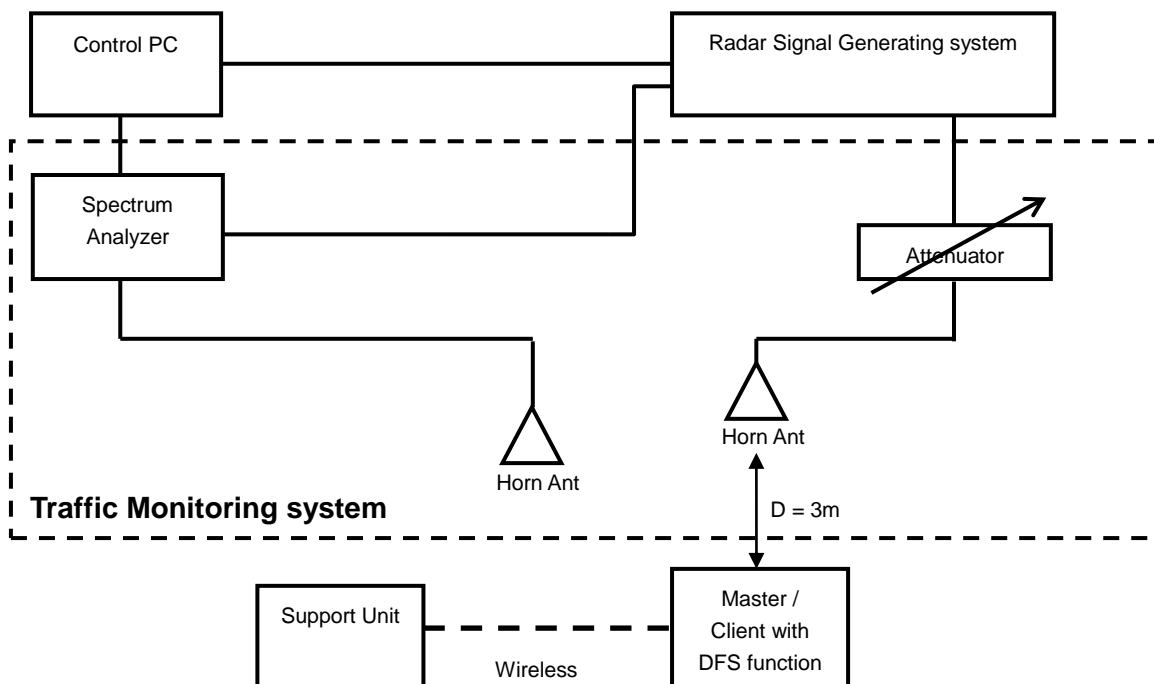 Control PC
Radar Signal Generating system
Spectrum
Analyzer
Attenuator
Horn Ant
Horn Ant
Traffic Monitoring system
D = 3m
Support Unit
Wireless
Master /
Client with
DFS function